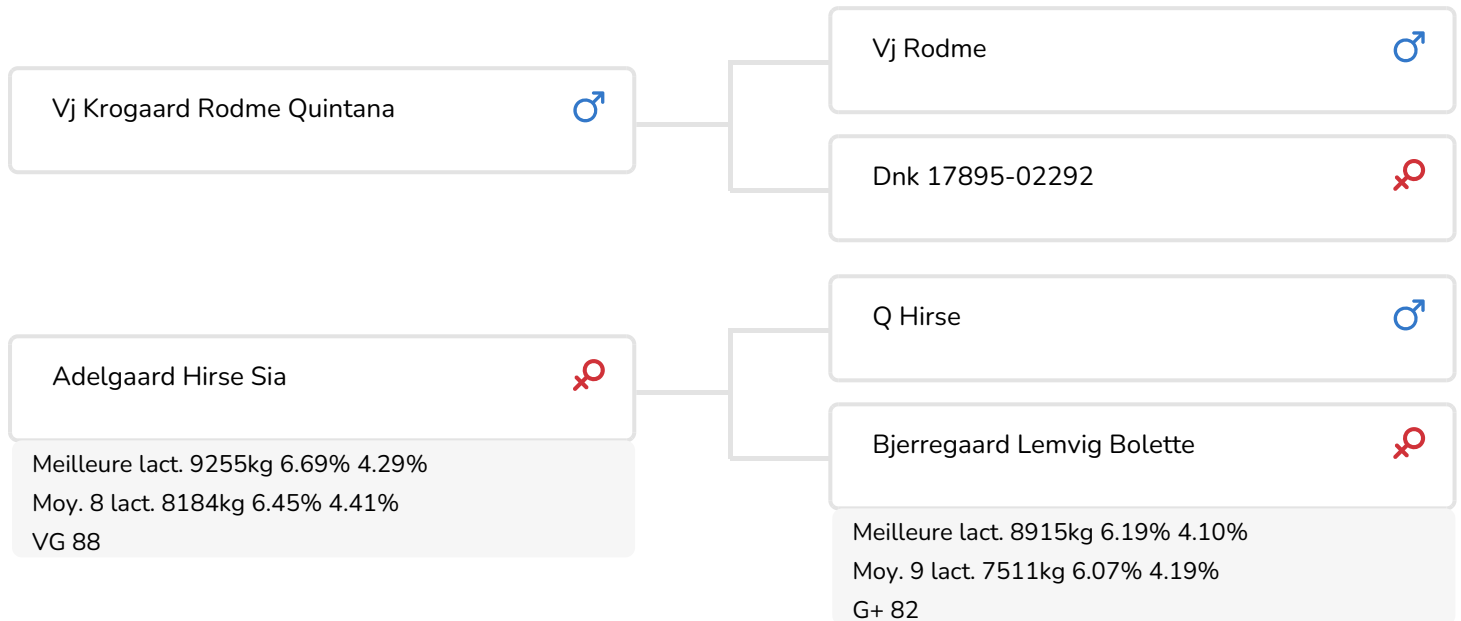 Vj Krogaard Rodme Quintana
Vj Rodme
Dnk 17895-02292
Adelgaard Hirse Sia
Meilleure lact. 9255kg 6.69% 4.29%
Moy. 8 lact. 8184kg 6.45% 4.41%
VG 88
Q Hirse
Bjerregaard Lemvig Bolette
Meilleure lact. 8915kg 6.19% 4.10%
Moy. 9 lact. 7511kg 6.07% 4.19%
G+ 82